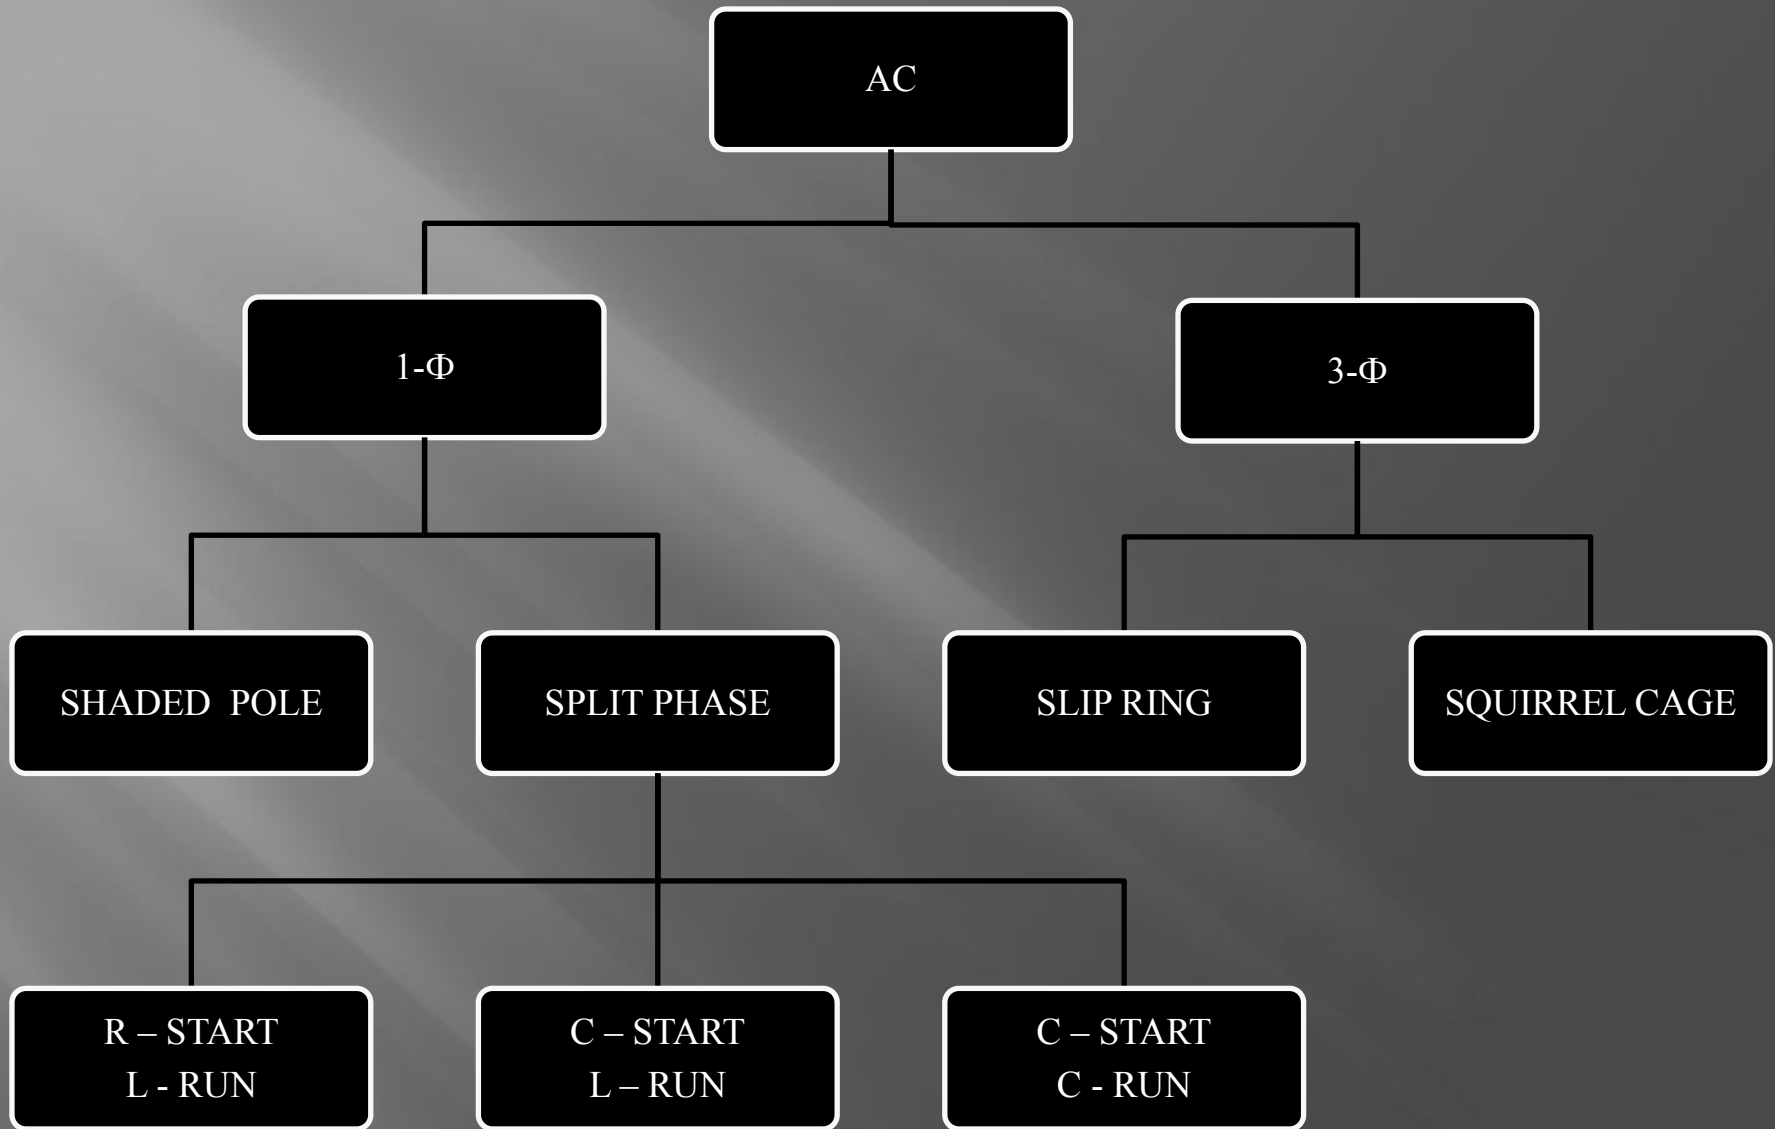 AC
1-Φ
3-Φ
SHADED  POLE
SPLIT PHASE
SLIP RING
SQUIRREL CAGE
R – START
L - RUN
C – START
L – RUN
C – START
C - RUN